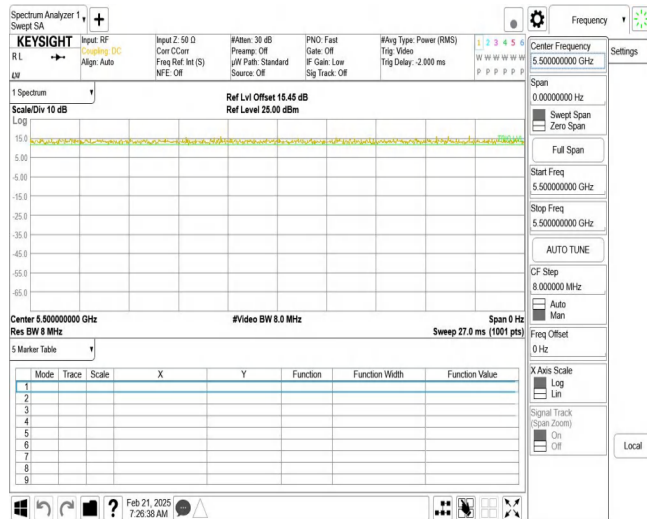 Spectrum Analyzer 1
Swept SA
Frequency
KEYSIGHT
R L
Input: RF
Coupling: DC
Align: Auto
Input Z: 50 Ω
Corr CCorr
Freq Ref: Int (S)
NFE: Off
#Atten: 30 dB
Preamp: Off
µW Path: Standard
Source: Off
PNO: Fast
Gate: Off
IF Gain: Low
Sig Track: Off
#Avg Type: Power (RMS)
Trig: Video
Trig Delay: -2.000 ms
1 2 3 4 5 6
W W W W W W
P P P P P P
1 Spectrum
Scale/Div 10 dB
Ref Lvl Offset 15.45 dB
Ref Level 25.00 dBm
Log
15.0
5.00
-5.00
-15.0
-25.0
-35.0
-45.0
-55.0
-65.0
Center 5.500000000 GHz
#Video BW 8.0 MHz
Span 0 Hz
Res BW 8 MHz
Sweep 27.0 ms (1001 pts)
5 Marker Table
Mode Trace Scale X Y Function Function Width Function Value
1
2
3
4
5
6
7
8
9
?
Feb 21, 2025
7:26:38 AM
Center Frequency
5.500000000 GHz
Settings
Span
0.00000000 Hz
Swept Span
Zero Span
Full Span
Start Freq
5.500000000 GHz
Stop Freq
5.500000000 GHz
AUTO TUNE
CF Step
8.000000 MHz
Auto
Man
Freq Offset
0 Hz
X Axis Scale
Log
Lin
Signal Track
(Span Zoom)
On
Off
Local